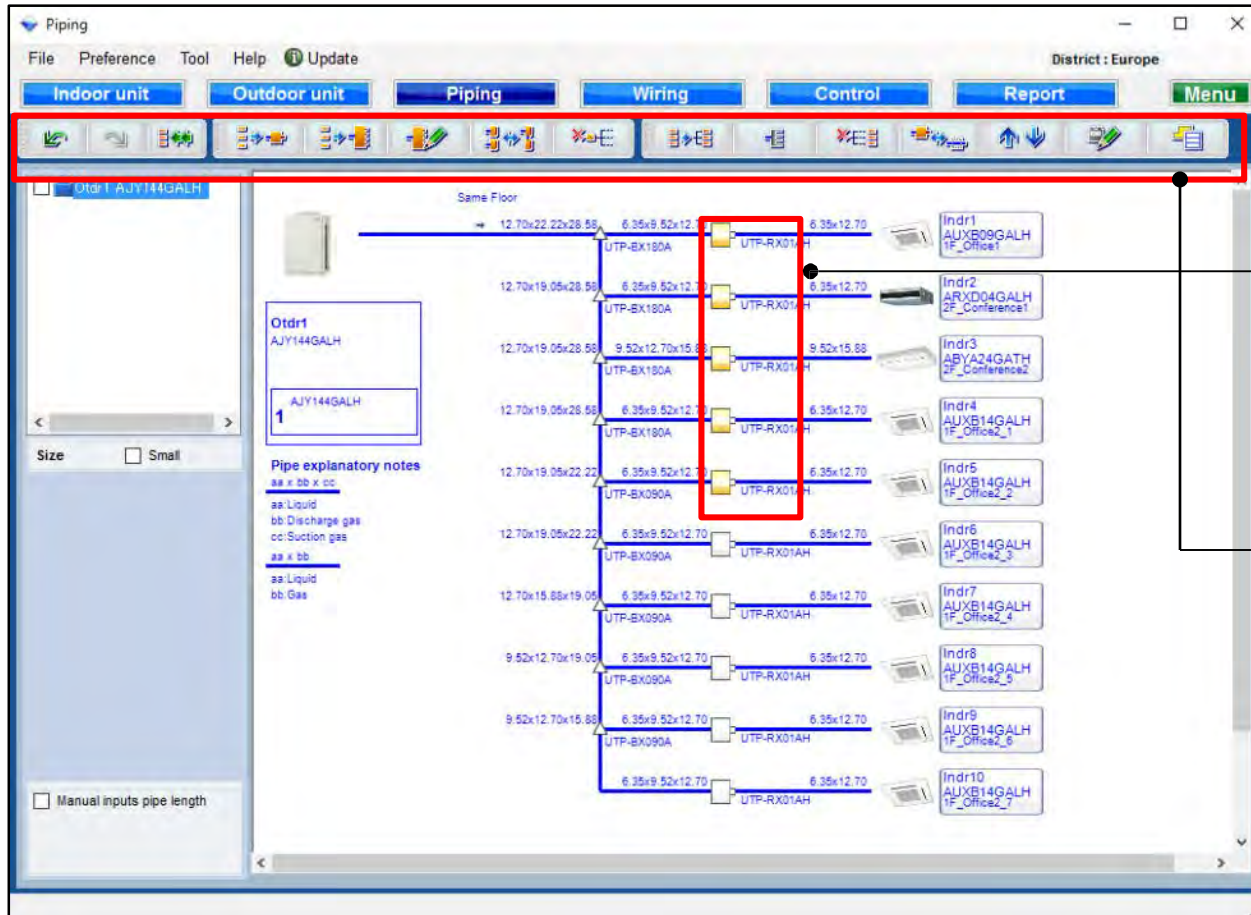 Piping
File Preference Tool Help Update District : Europe
Indoor unit Outdoor unit Piping Wiring Control Report Menu
Otdr1 AJY144GALH
Size Small
Manual inputs pipe length
Same Floor
Otdr1
AJY144GALH
AJY144GALH
1
Pipe explanatory notes
aa x bb x cc
aa:Liquid
bb:Discharge gas
cc:Suction gas
aa x bb
aa:Liquid
bb:Gas
12.70x22.22x28.58 6.35x9.52x12.70 6.35x12.70
UTP-BX180A UTP-RX01AH
Indr1
AUXB09GALH
1F_Office1
12.70x19.05x28.58 6.35x9.52x12.70 6.35x12.70
UTP-BX180A UTP-RX01AH
Indr2
ARXD04GALH
2F_Conference1
12.70x19.05x28.58 9.52x12.70x15.88 9.52x15.88
UTP-BX180A UTP-RX01AH
Indr3
ABYA24GATH
2F_Conference2
12.70x19.05x28.58 6.35x9.52x12.70 6.35x12.70
UTP-BX180A UTP-RX01AH
Indr4
AUXB14GALH
1F_Office2_1
12.70x19.05x22.22 6.35x9.52x12.70 6.35x12.70
UTP-BX090A UTP-RX01AH
Indr5
AUXB14GALH
1F_Office2_2
12.70x19.05x22.22 6.35x9.52x12.70 6.35x12.70
UTP-BX090A UTP-RX01AH
Indr6
AUXB14GALH
1F_Office2_3
12.70x15.88x19.05 6.35x9.52x12.70 6.35x12.70
UTP-BX090A UTP-RX01AH
Indr7
AUXB14GALH
1F_Office2_4
9.52x12.70x19.05 6.35x9.52x12.70 6.35x12.70
UTP-BX090A UTP-RX01AH
Indr8
AUXB14GALH
1F_Office2_5
9.52x12.70x15.88 6.35x9.52x12.70 6.35x12.70
UTP-BX090A UTP-RX01AH
Indr9
AUXB14GALH
1F_Office2_6
6.35x9.52x12.70 6.35x12.70
UTP-RX01AH
Indr10
AUXB14GALH
1F_Office2_7